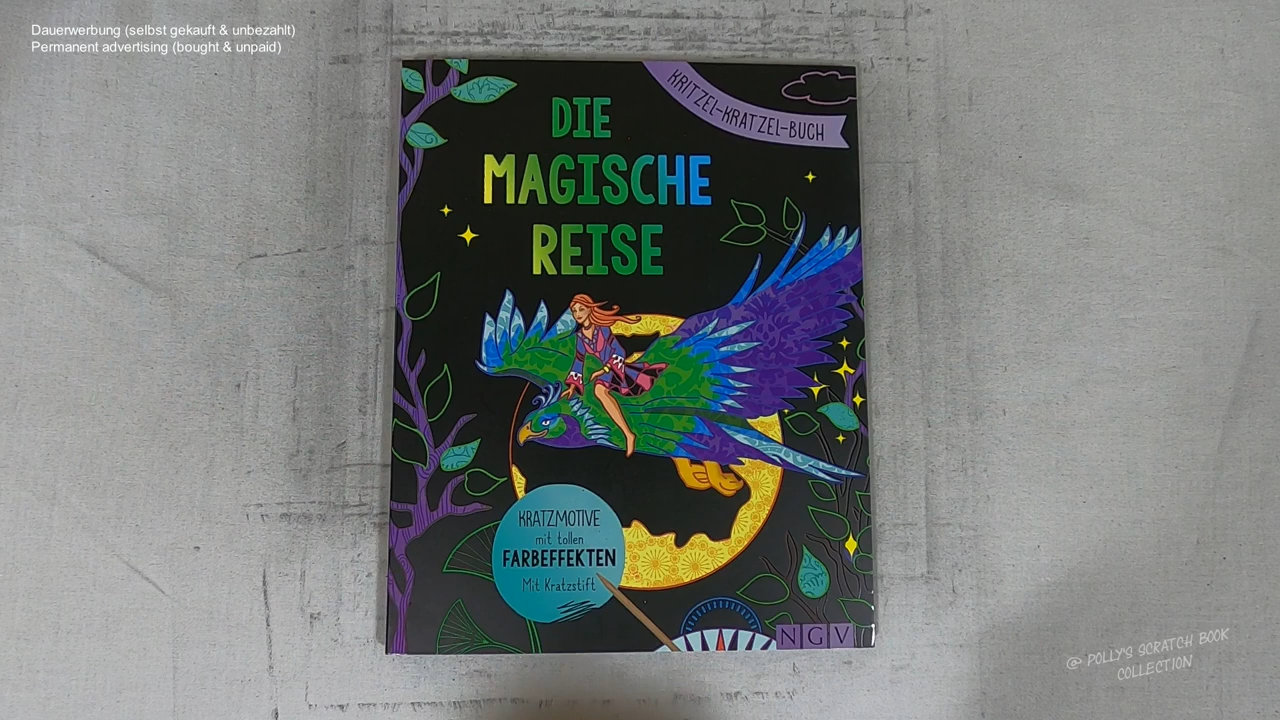 Dauerwerbung (selbst gekauft & unbezahlt)
Permanent advertising (bought & unpaid)
KRITZEL-KRATZEL-BUCH
DIE
MAGISCHE
REISE
KRATZMOTIVE
mit tollen
FARBEFFEKTEN
Mit Kratzstift
NGV
@ POLLY'S SCRATCH BOOK
COLLECTION